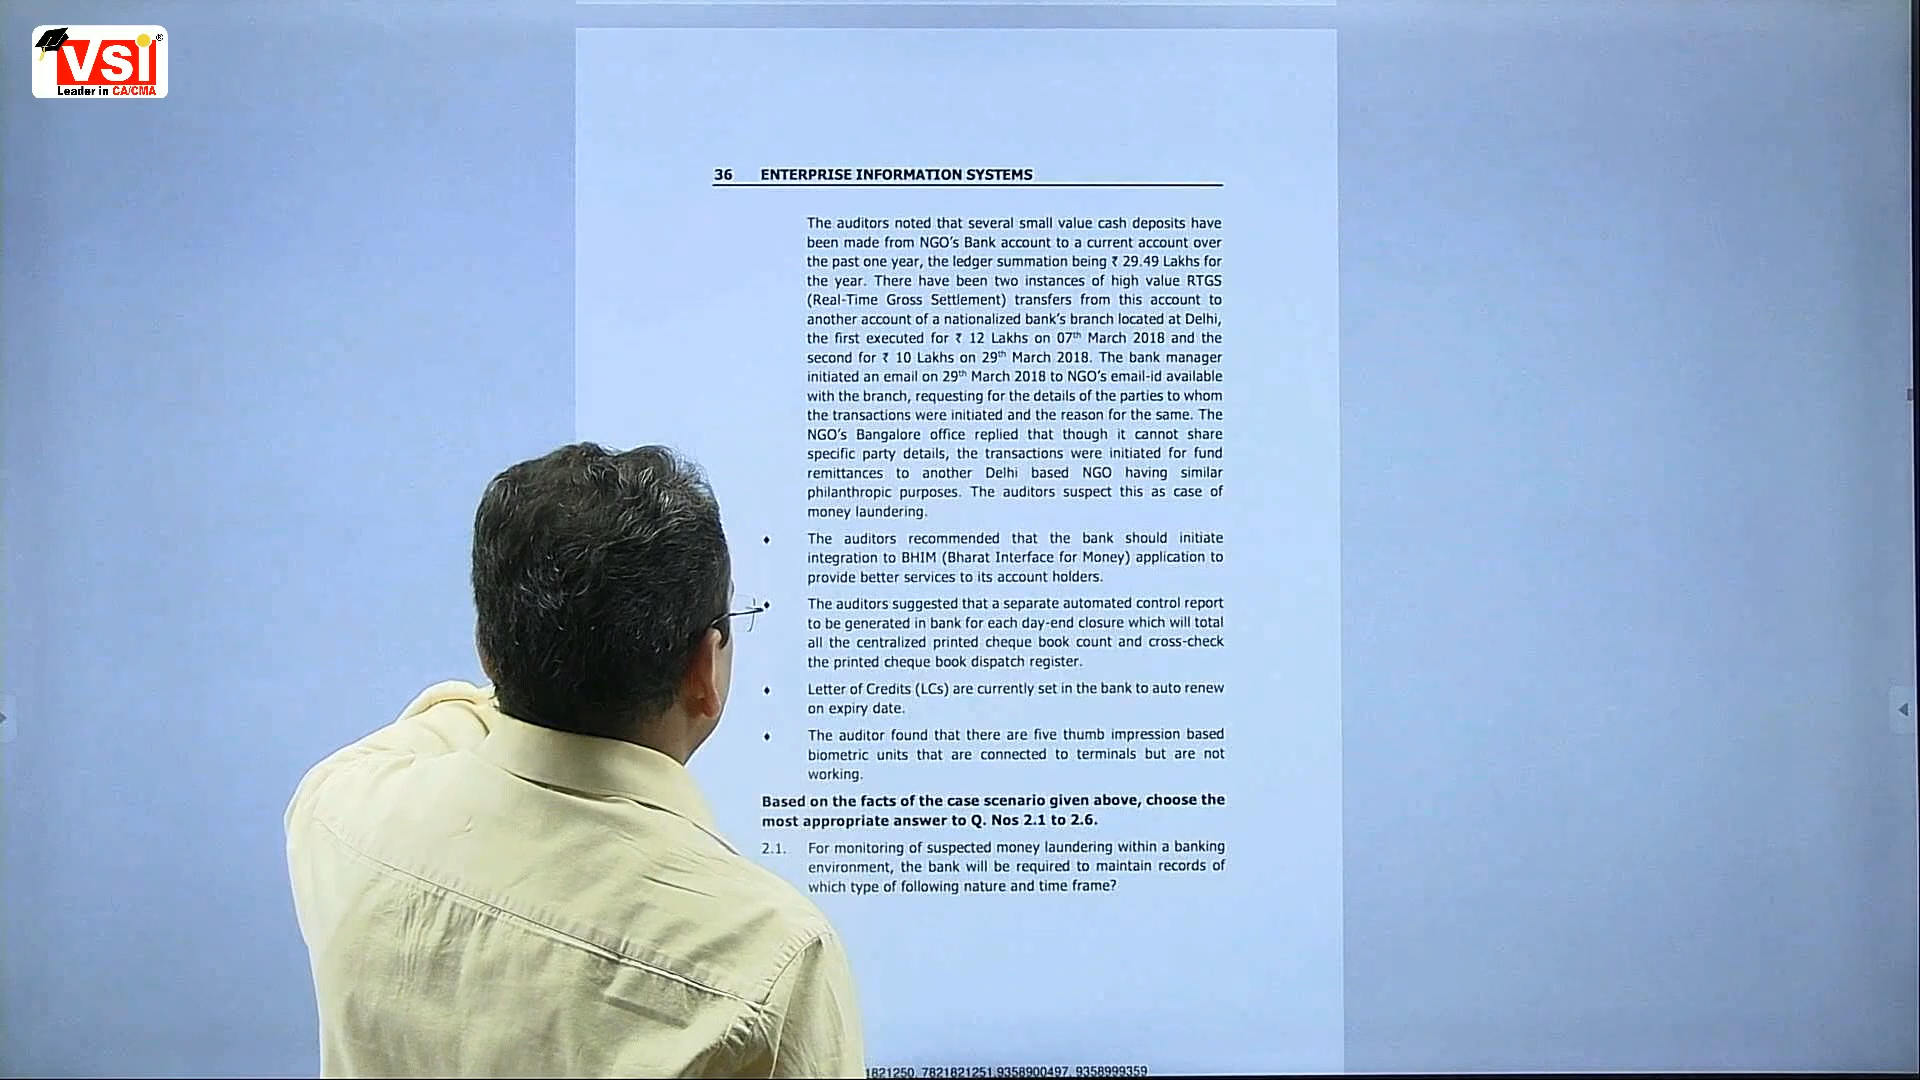 VSI
Leader in CA/CMA
36 ENTERPRISE INFORMATION SYSTEMS
The auditors noted that several small value cash deposits have
been made from NGO's Bank account to a current account over
the past one year, the ledger summation being ₹ 29.49 Lakhs for
the year. There have been two instances of high value RTGS
(Real-Time Gross Settlement) transfers from this account to
another account of a nationalized bank's branch located at Delhi,
the first executed for ₹ 12 Lakhs on 07th March 2018 and the
second for ₹ 10 Lakhs on 29th March 2018. The bank manager
initiated an email on 29th March 2018 to NGO's email-id available
with the branch, requesting for the details of the parties to whom
the transactions were initiated and the reason for the same. The
NGO's Bangalore office replied that though it cannot share
specific party details, the transactions were initiated for fund
remittances to another Delhi based NGO having similar
philanthropic purposes. The auditors suspect this as case of
money laundering.
♦ The auditors recommended that the bank should initiate
integration to BHIM (Bharat Interface for Money) application to
provide better services to its account holders.
♦ The auditors suggested that a separate automated control report
to be generated in bank for each day-end closure which will total
all the centralized printed cheque book count and cross-check
the printed cheque book dispatch register.
♦ Letter of Credits (LCs) are currently set in the bank to auto renew
on expiry date.
♦ The auditor found that there are five thumb impression based
biometric units that are connected to terminals but are not
working.
Based on the facts of the case scenario given above, choose the
most appropriate answer to Q. Nos 2.1 to 2.6.
2.1. For monitoring of suspected money laundering within a banking
environment, the bank will be required to maintain records of
which type of following nature and time frame?
1821250, 7821821251,9358900497, 9358999359